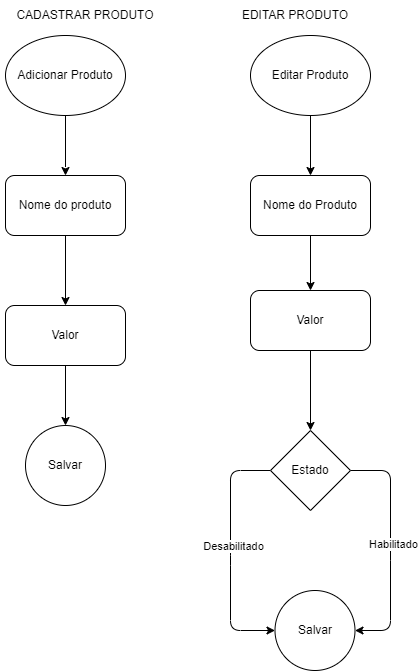 CADASTRAR PRODUTO
Adicionar Produto
Nome do produto
Valor
Salvar
EDITAR PRODUTO
Editar Produto
Nome do Produto
Valor
Estado
Desabilitado
Habilitado
Salvar